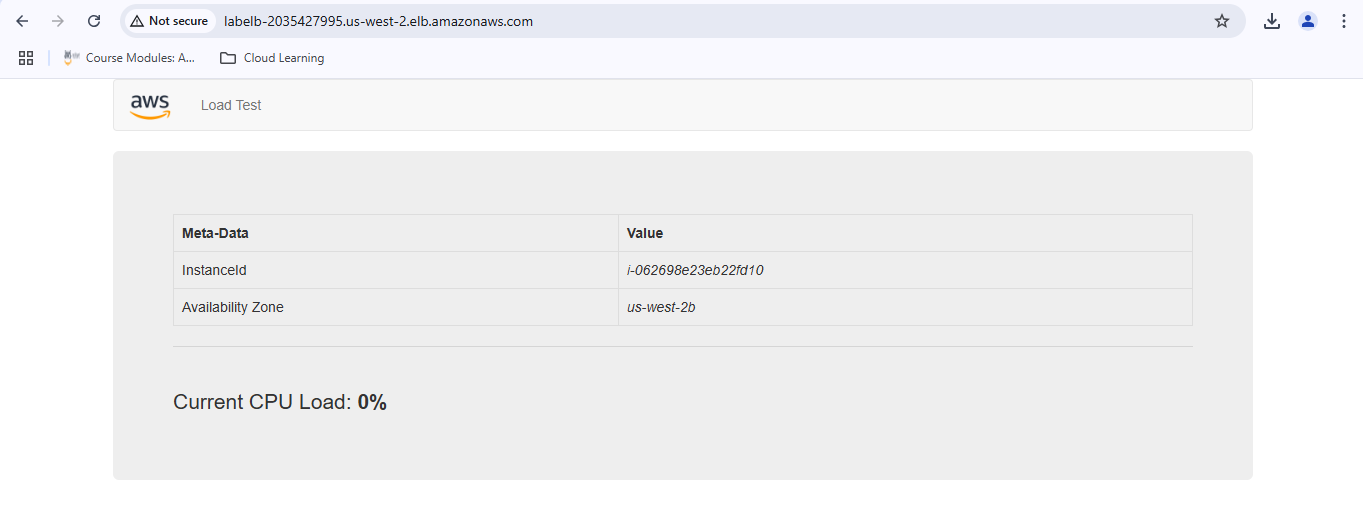 Not secure labelb-2035427995.us-west-2.elb.amazonaws.com
Course Modules: A... Cloud Learning
aws Load Test
Meta-Data Value
InstanceId i-062698e23eb22fd10
Availability Zone us-west-2b
Current CPU Load: 0%